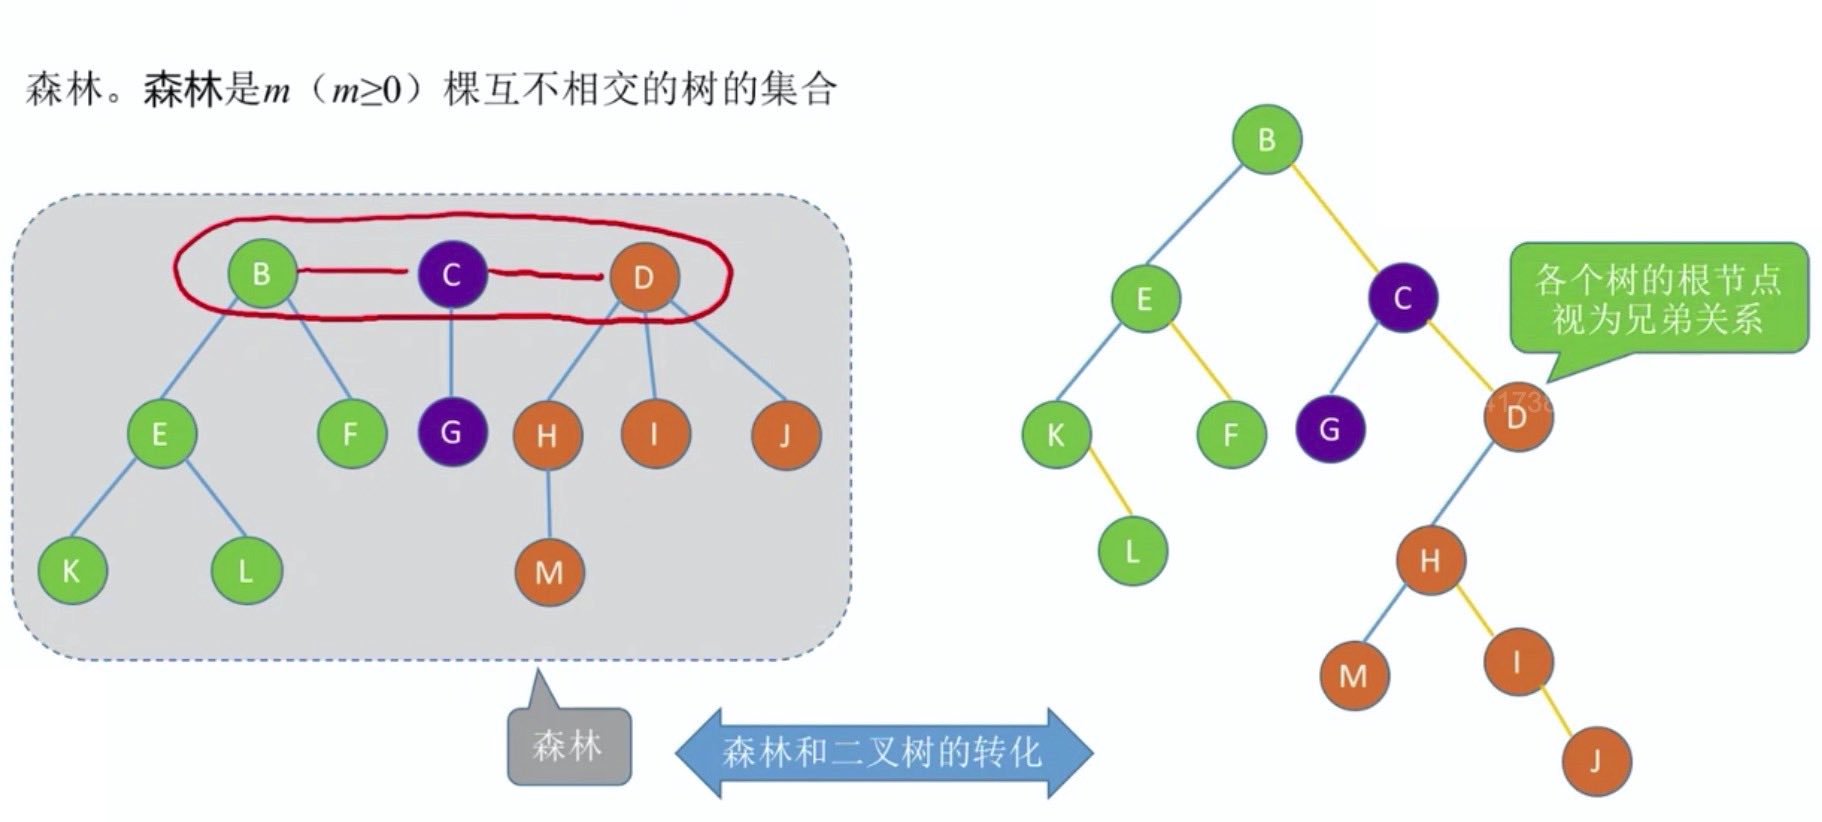 森林。森林是m（m≥0）棵互不相交的树的集合
B C D
E F G H I J
K L M
森林
森林和二叉树的转化
B
E C
各个树的根节点
视为兄弟关系
K F G D
L H
M I
J